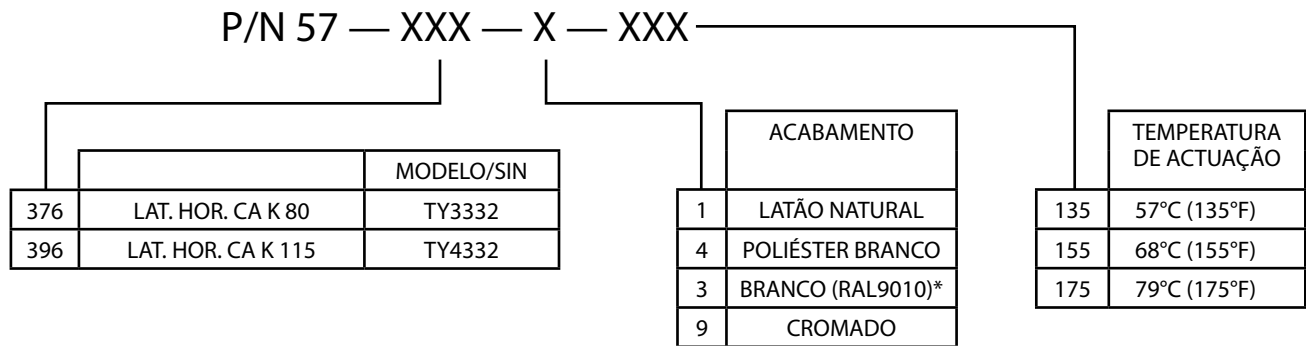 P/N 57 — XXX — X — XXX
MODELO/SIN
376 LAT. HOR. CA K 80 TY3332
396 LAT. HOR. CA K 115 TY4332
ACABAMENTO
1 LATÃO NATURAL
4 POLIÉSTER BRANCO
3 BRANCO (RAL9010)*
9 CROMADO
TEMPERATURA
DE ACTUAÇÃO
135 57°C (135°F)
155 68°C (155°F)
175 79°C (175°F)